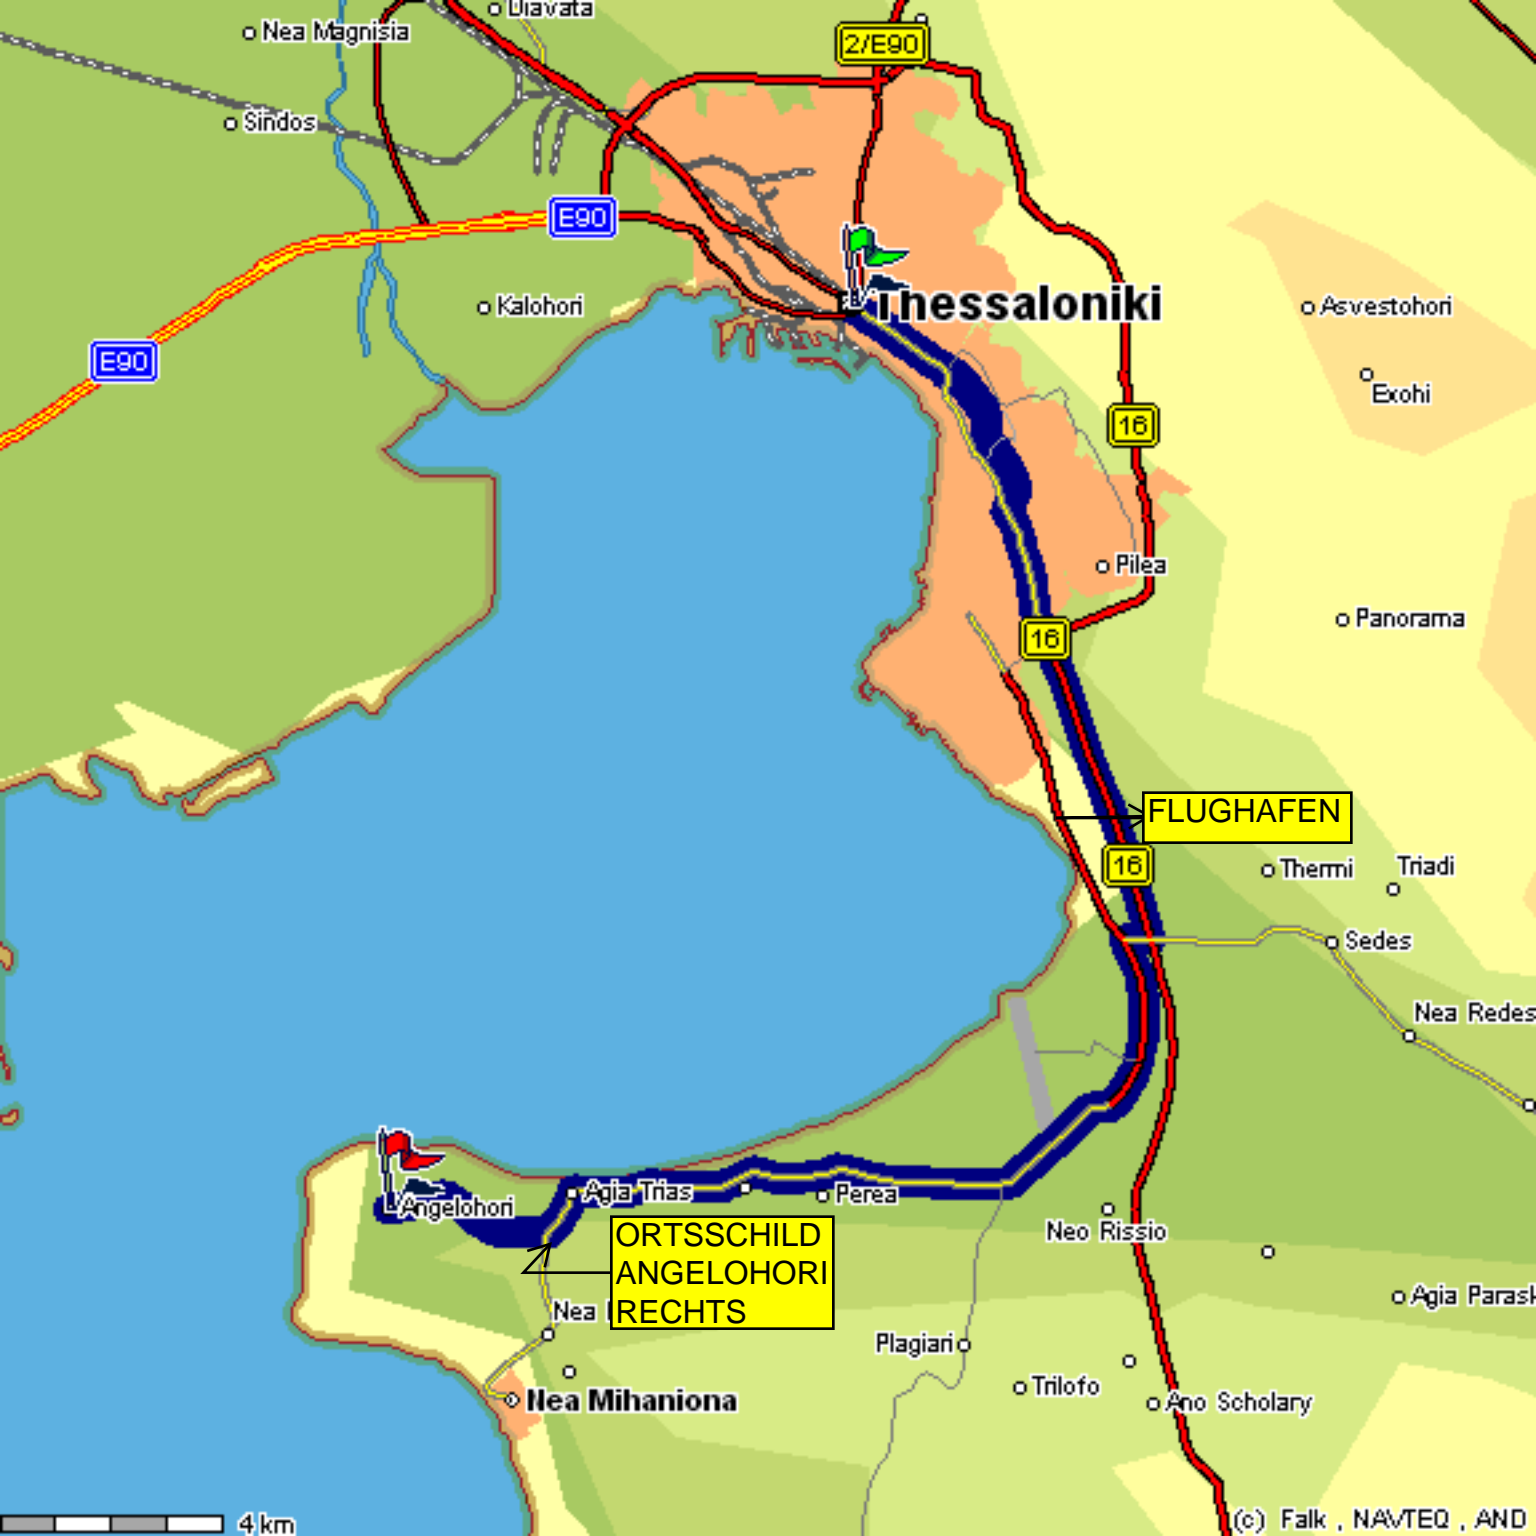 Diavata
Nea Magnisia
2/E90
Sindos
E90
Kalohori
Thessaloniki
Asvestohori
E90
Exohi
16
Pilea
Panorama
16
FLUGHAFEN
16
Thermi
Triadi
Sedes
Nea Redes
Agia Trias
Perea
Angelohori
ORTSSCHILD
ANGELOHORI
RECHTS
Neo Rissio
Nea
Agia Parask
Plagiari
Trilofo
Nea Mihaniona
Ano Scholary
4 km
(c) Falk , NAVTEQ , AND